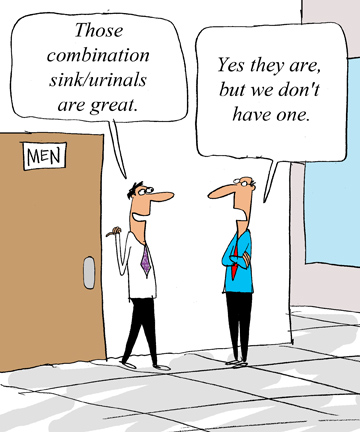 Those
combination
sink/urinals
are great.
Yes they are,
but we don't
have one.
MEN